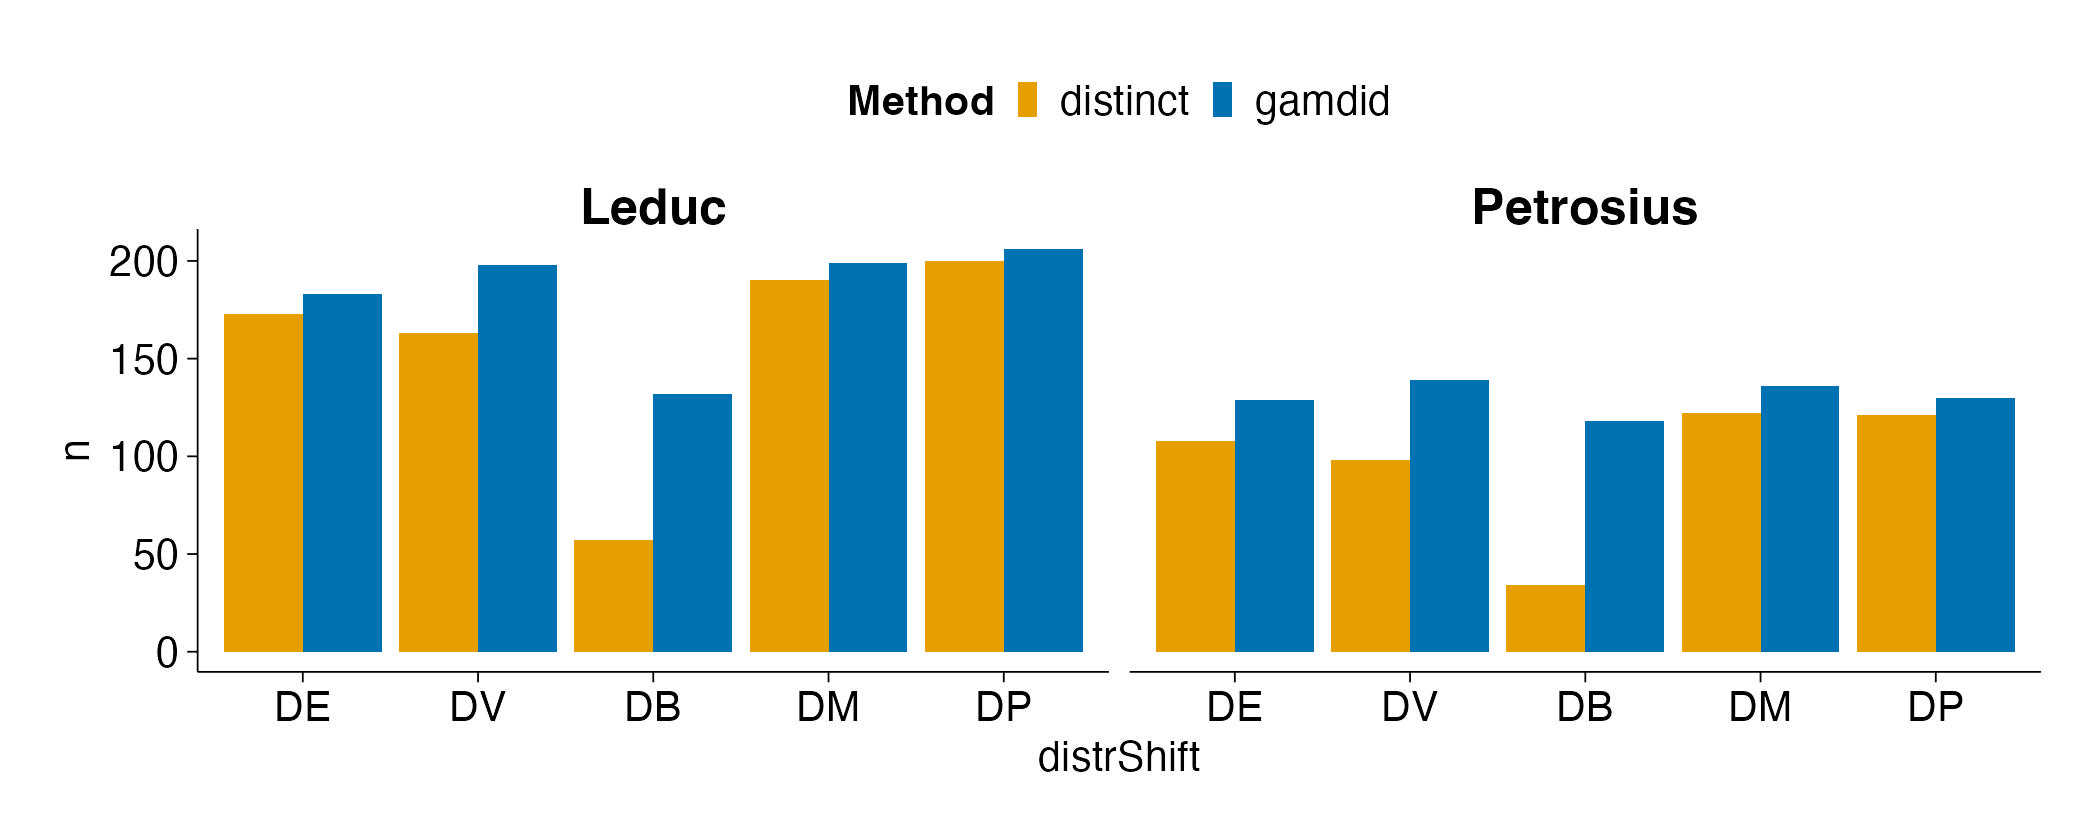 Method distinct gamdid
Leduc Petrosius
200
150
100
50
0
n
DE DV DB DM DP DE DV DB DM DP
distrShift